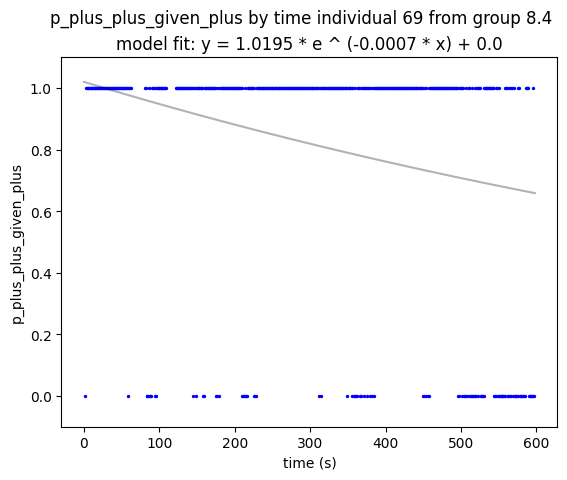 p_plus_plus_given_plus by time individual 69 from group 8.4
model fit: y = 1.0195 * e ^ (-0.0007 * x) + 0.0
p_plus_plus_given_plus
1.0
0.8
0.6
0.4
0.2
0.0
0 100 200 300 400 500 600
time (s)